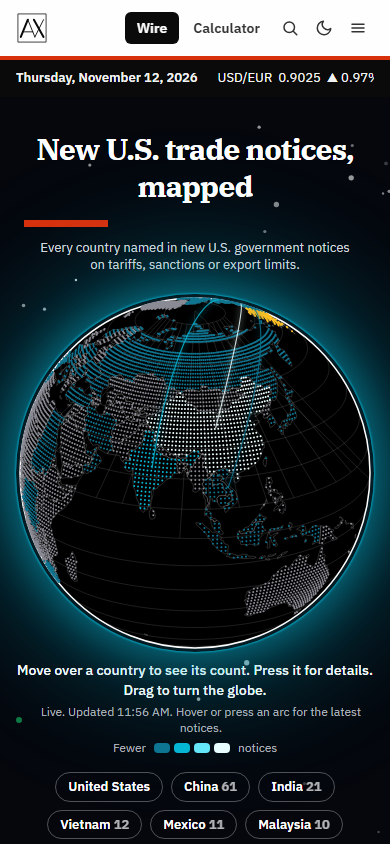 AX
Wire Calculator
Thursday, November 12, 2026 USD/EUR 0.9025 ▲ 0.97%
New U.S. trade notices,
mapped
Every country named in new U.S. government notices
on tariffs, sanctions or export limits.
Move over a country to see its count. Press it for details.
Drag to turn the globe.
Live. Updated 11:56 AM. Hover or press an arc for the latest
notices.
Fewer notices
United States China 61 India 21
Vietnam 12 Mexico 11 Malaysia 10